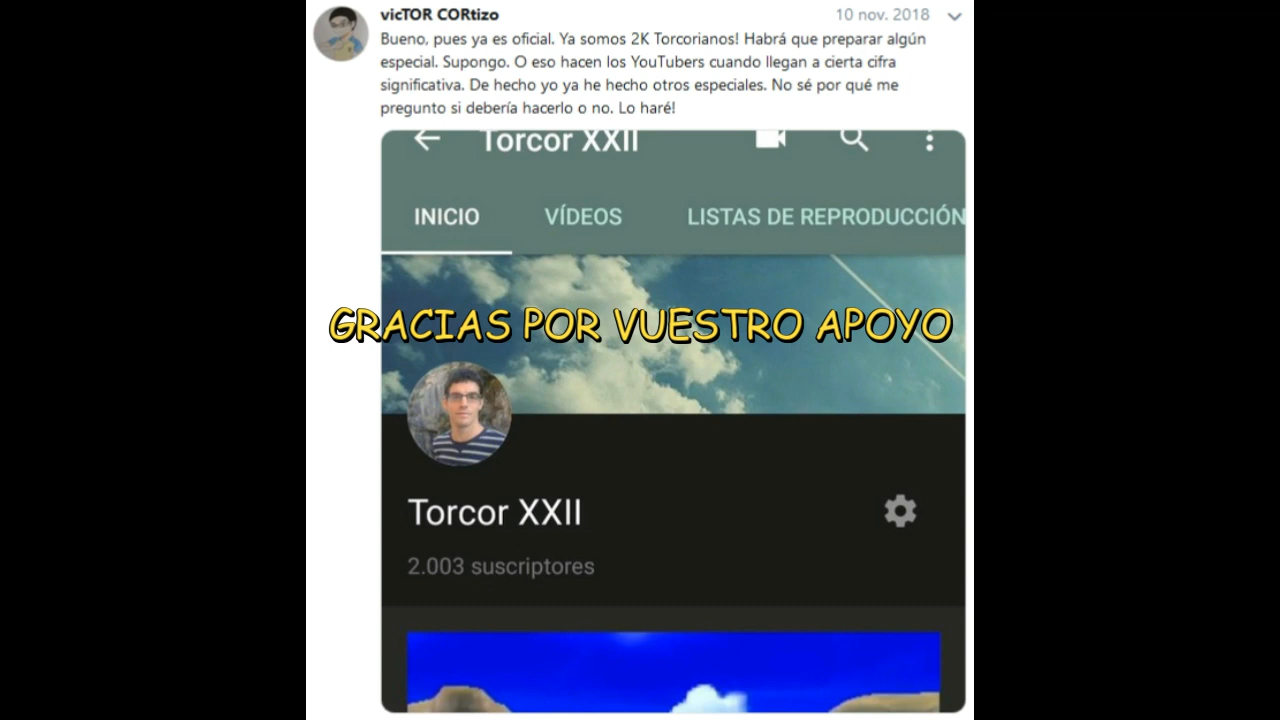 vicTOR CORtizo
10 nov. 2018
Bueno, pues ya es oficial. Ya somos 2K Torcorianos! Habrá que preparar algún
especial. Supongo. O eso hacen los YouTubers cuando llegan a cierta cifra
significativa. De hecho yo ya he hecho otros especiales. No sé por qué me
pregunto si debería hacerlo o no. Lo haré!
Torcor XXII
INICIO
VÍDEOS
LISTAS DE REPRODUCCIÓN
GRACIAS POR VUESTRO APOYO
Torcor XXII
2.003 suscriptores